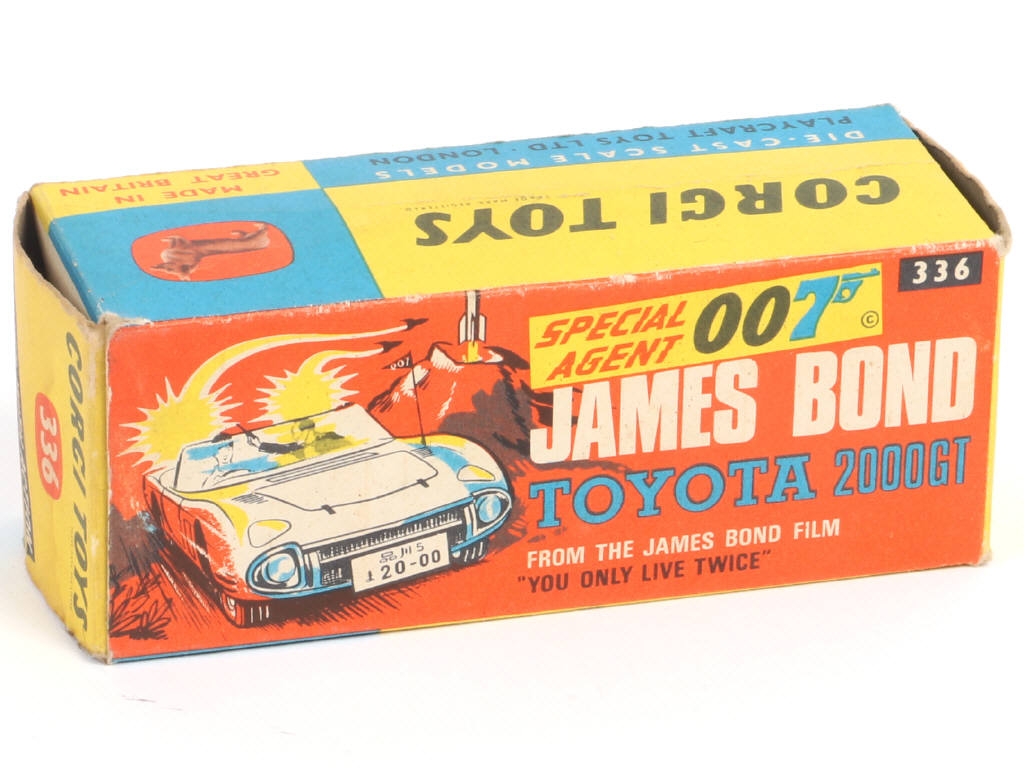 DIE-CAST SCALE MODELS
PLAYCRAFT TOYS LTD · LONDON
MADE IN
GREAT BRITAIN
CORGI TOYS
336
SPECIAL
AGENT 007 ©
JAMES BOND
TOYOTA 2000GT
FROM THE JAMES BOND FILM
"YOU ONLY LIVE TWICE"
品川5
20-00
CORGI TOYS
336